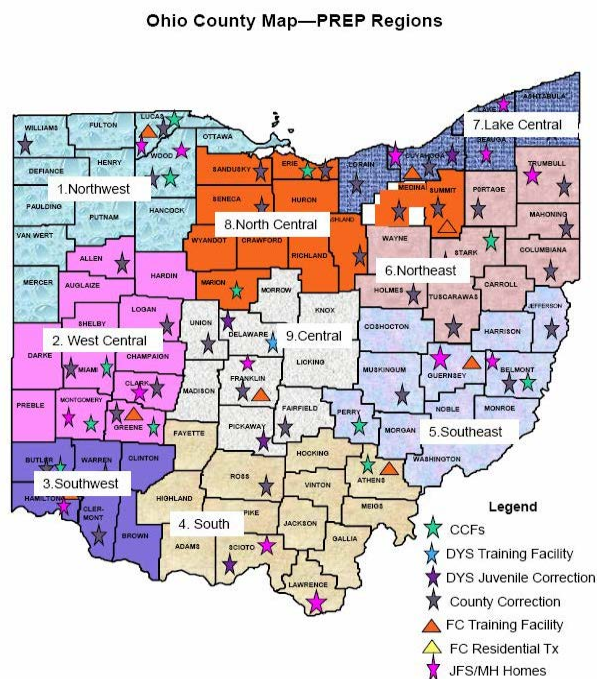 Ohio County Map—PREP Regions
ASHTABULA
LAKE
7.Lake Central
GEAUGA
WILLIAMS
FULTON
LUCAS
OTTAWA
WOOD
HENRY
DEFIANCE
1.Northwest
SANDUSKY
ERIE
LORAIN
CUYAHOGA
TRUMBULL
PAULDING
PUTNAM
HANCOCK
SENECA
HURON
MEDINA
SUMMIT
PORTAGE
MAHONING
8.North Central
ASHLAND
VAN WERT
WYANDOT
CRAWFORD
RICHLAND
WAYNE
STARK
COLUMBIANA
ALLEN
6.Northeast
MERCER
AUGLAIZE
HARDIN
MARION
MORROW
HOLMES
TUSCARAWAS
CARROLL
JEFFERSON
LOGAN
KNOX
SHELBY
UNION
DELAWARE
COSHOCTON
HARRISON
2. West Central
9.Central
DARKE
CHAMPAIGN
LICKING
MIAMI
MUSKINGUM
GUERNSEY
BELMONT
CLARK
MADISON
FRANKLIN
PREBLE
MONTGOMERY
GREENE
FAIRFIELD
PERRY
NOBLE
MONROE
PICKAWAY
MORGAN
5.Southeast
FAYETTE
BUTLER
WARREN
CLINTON
HOCKING
WASHINGTON
3.Southwest
ROSS
ATHENS
HAMILTON
HIGHLAND
VINTON
CLER-
MONT
PIKE
MEIGS
BROWN
4. South
JACKSON
ADAMS
SCIOTO
GALLIA
LAWRENCE
Legend
CCFs
DYS Training Facility
DYS Juvenile Correction
County Correction
FC Training Facility
FC Residential Tx
JFS/MH Homes